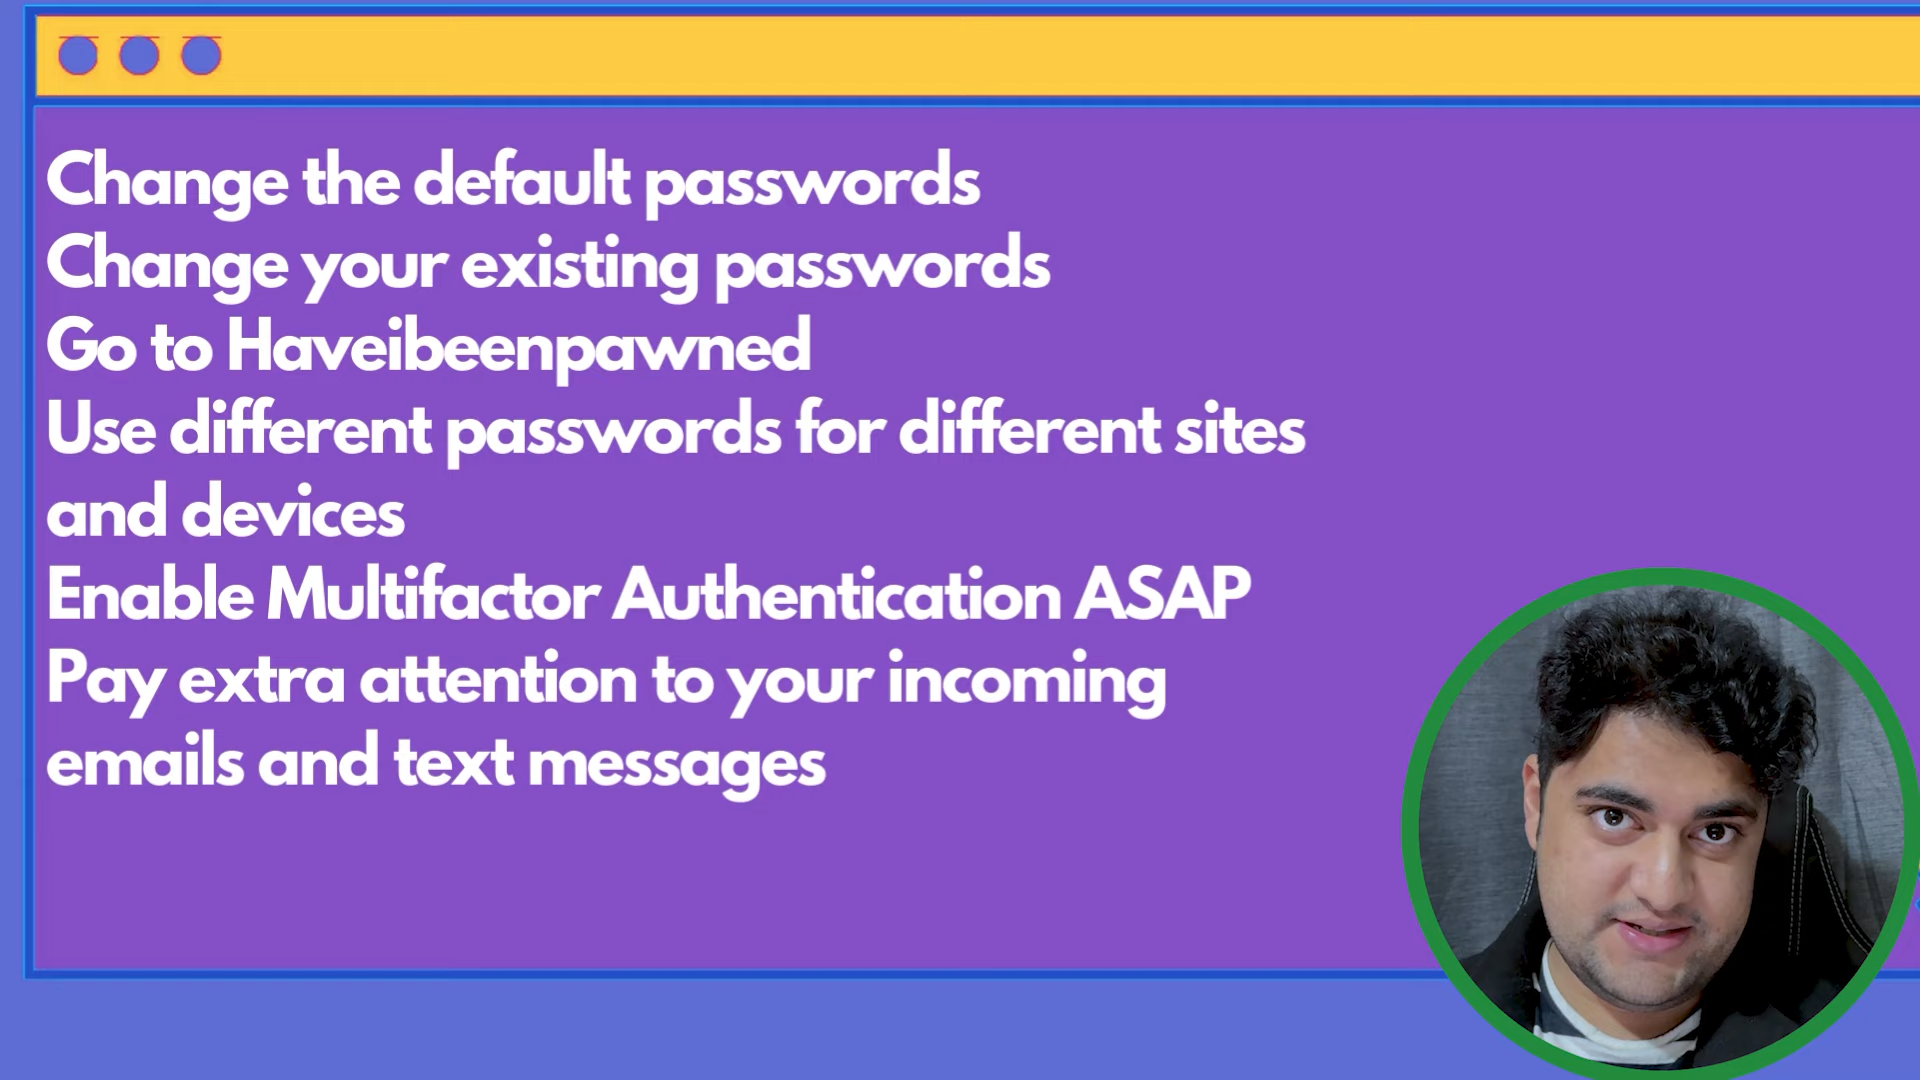 Change the default passwords
Change your existing passwords
Go to Haveibeenpawned
Use different passwords for different sites
and devices
Enable Multifactor Authentication ASAP
Pay extra attention to your incoming
emails and text messages